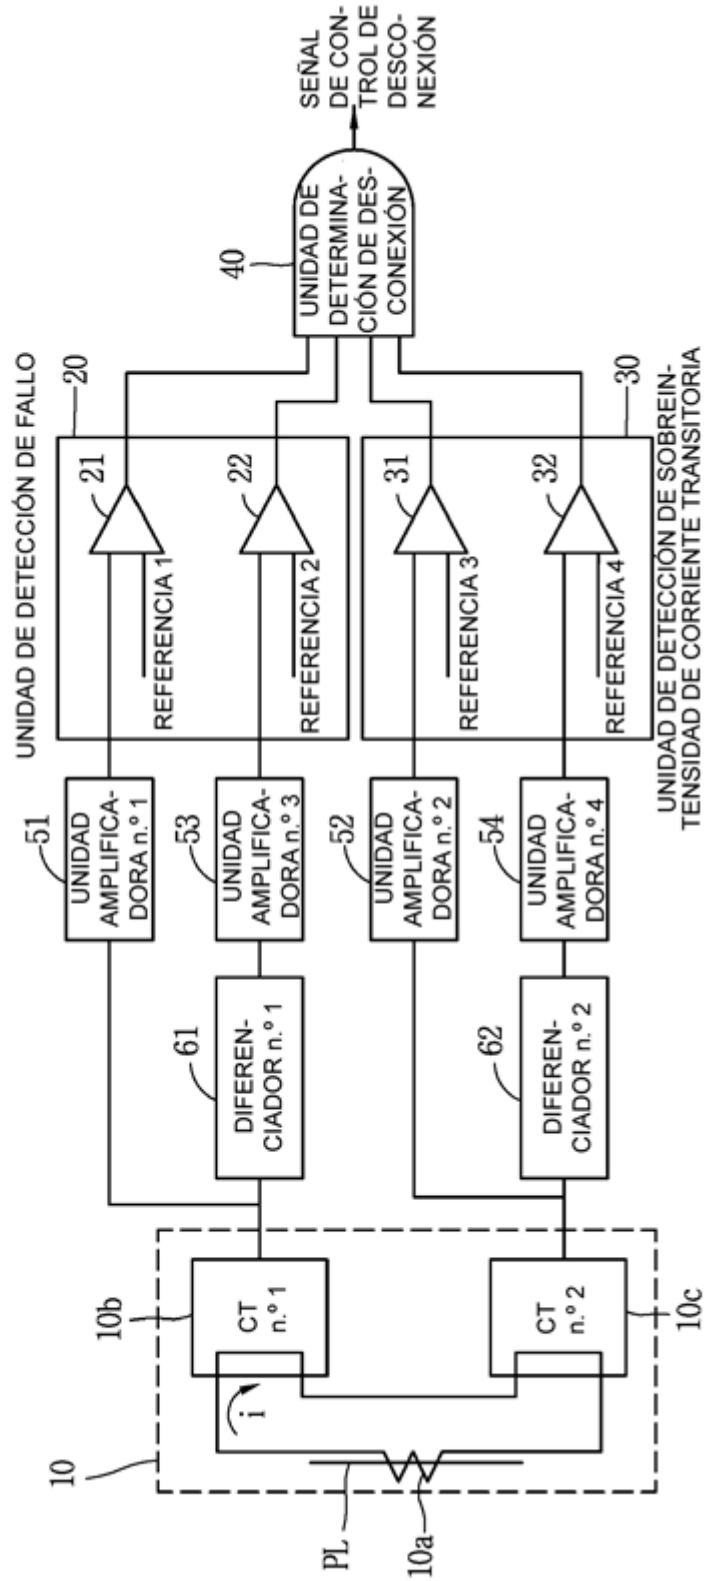 10
PL
10a
i
10b
CT
n.º 1
CT
n.º 2
10c
61
DIFEREN-
CIADOR n.º 1
62
DIFEREN-
CIADOR n.º 2
51
UNIDAD
AMPLIFICA-
DORA n.º 1
53
UNIDAD
AMPLIFICA-
DORA n.º 3
52
UNIDAD
AMPLIFICA-
DORA n.º 2
54
UNIDAD
AMPLIFICA-
DORA n.º 4
UNIDAD DE DETECCIÓN DE FALLO
20
21
REFERENCIA 1
22
REFERENCIA 2
31
REFERENCIA 3
32
REFERENCIA 4
30
UNIDAD DE DETECCIÓN DE SOBREIN-
TENSIDAD DE CORRIENTE TRANSITORIA
40
UNIDAD DE
DETERMINA-
CIÓN DE DES-
CONEXIÓN
SEÑAL
DE CON-
TROL DE
DESCO-
NEXIÓN